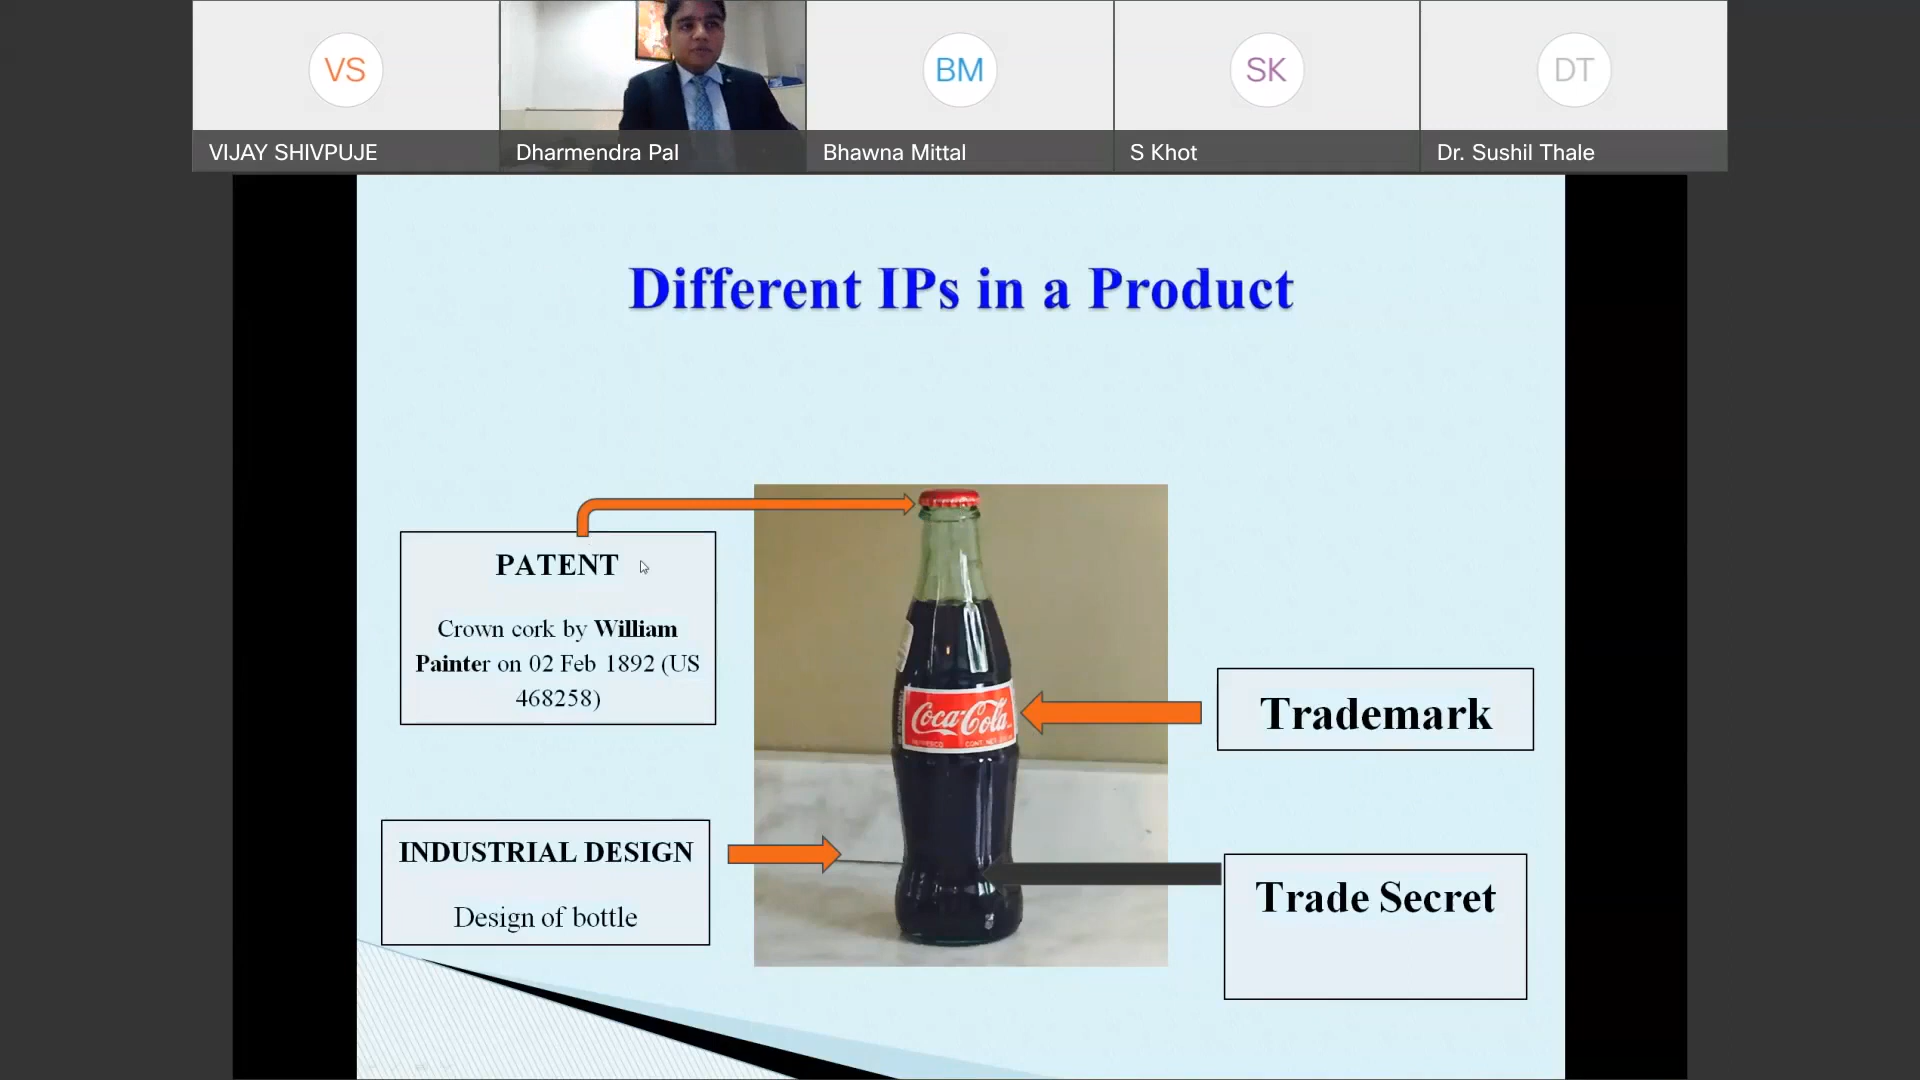 VS
BM
SK
DT
VIJAY SHIVPUJE
Dharmendra Pal
Bhawna Mittal
S Khot
Dr. Sushil Thale
Different IPs in a Product
PATENT
Crown cork by William
Painter on 02 Feb 1892 (US
468258)
Coca-Cola
Trademark
INDUSTRIAL DESIGN
Design of bottle
Trade Secret